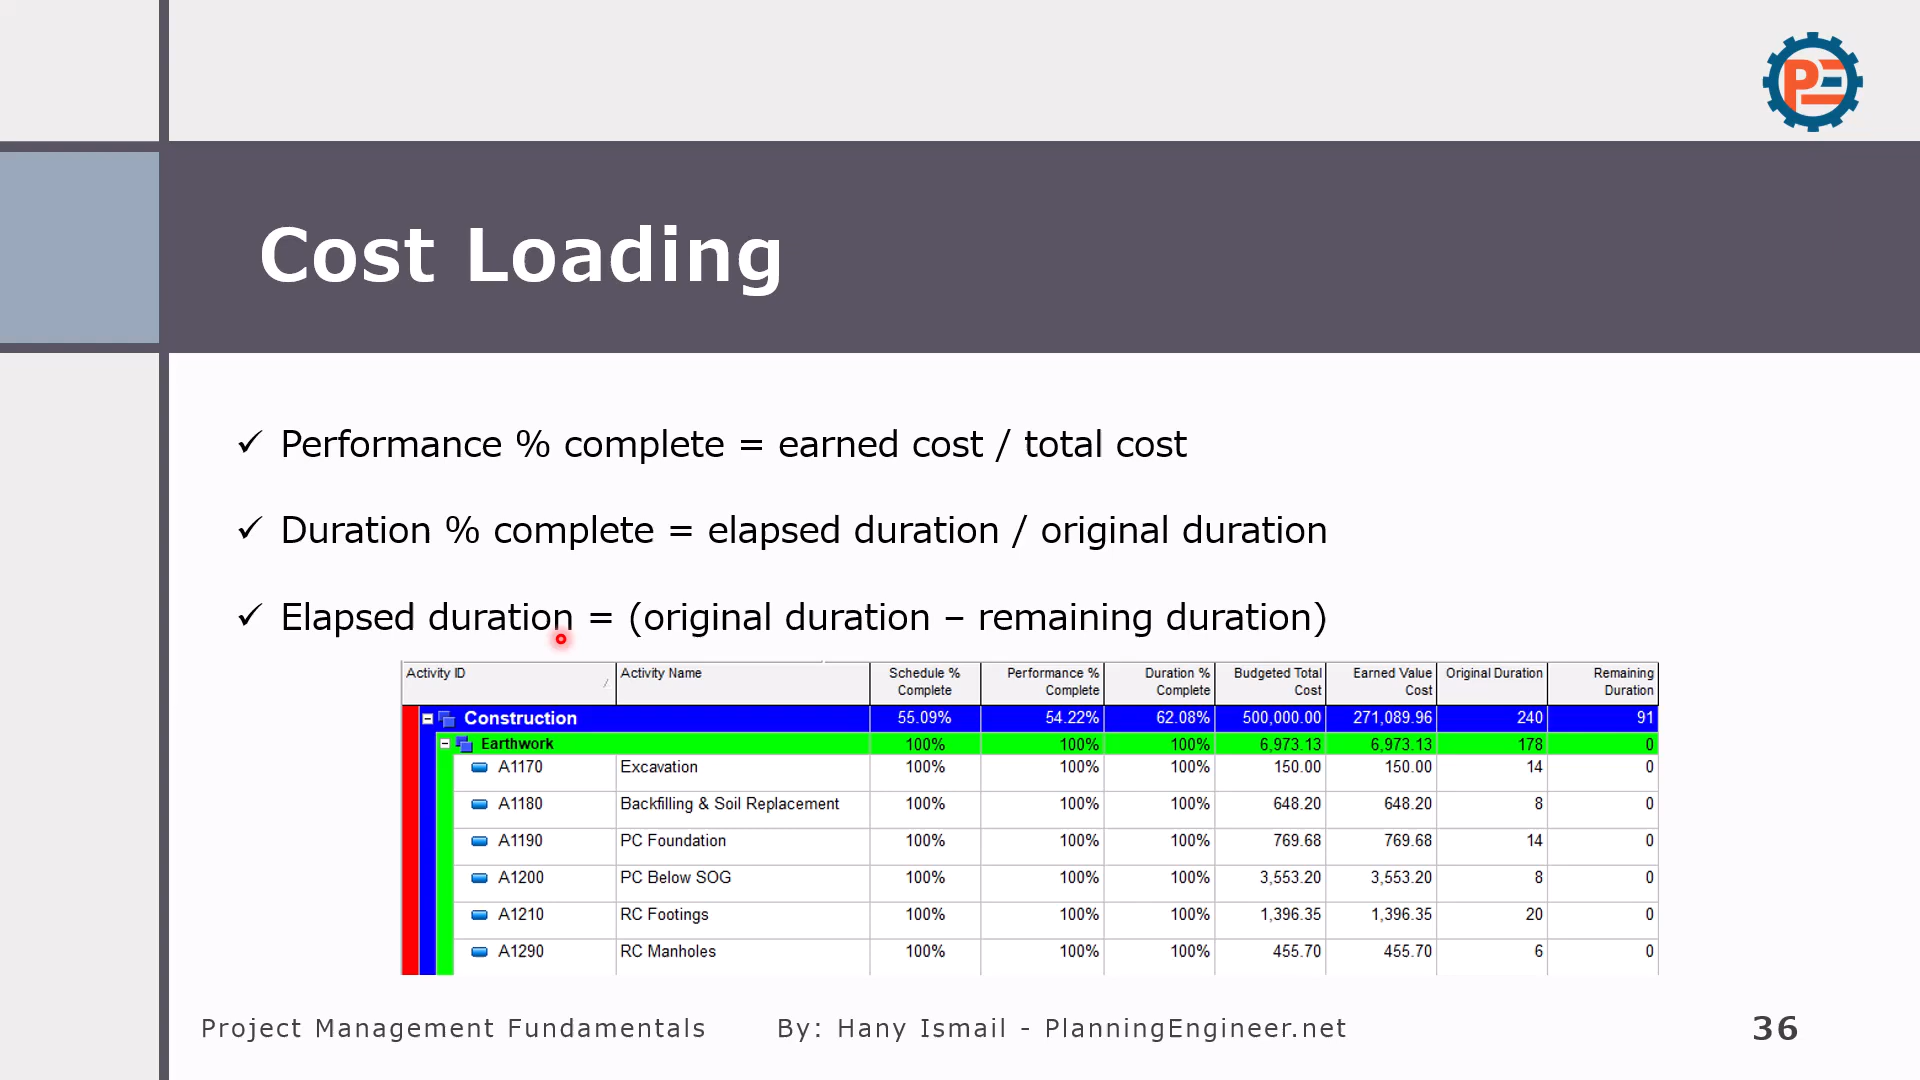 PE
Cost Loading
✓ Performance % complete = earned cost / total cost
✓ Duration % complete = elapsed duration / original duration
✓ Elapsed duration = (original duration – remaining duration)
Activity ID Activity Name Schedule % Complete Performance % Complete Duration % Complete Budgeted Total Cost Earned Value Cost Original Duration Remaining Duration
Construction 55.09% 54.22% 62.08% 500,000.00 271,089.96 240 91
Earthwork 100% 100% 100% 6,973.13 6,973.13 178 0
A1170 Excavation 100% 100% 100% 150.00 150.00 14 0
A1180 Backfilling & Soil Replacement 100% 100% 100% 648.20 648.20 8 0
A1190 PC Foundation 100% 100% 100% 769.68 769.68 14 0
A1200 PC Below SOG 100% 100% 100% 3,553.20 3,553.20 8 0
A1210 RC Footings 100% 100% 100% 1,396.35 1,396.35 20 0
A1290 RC Manholes 100% 100% 100% 455.70 455.70 6 0
Project Management Fundamentals By: Hany Ismail - PlanningEngineer.net 36